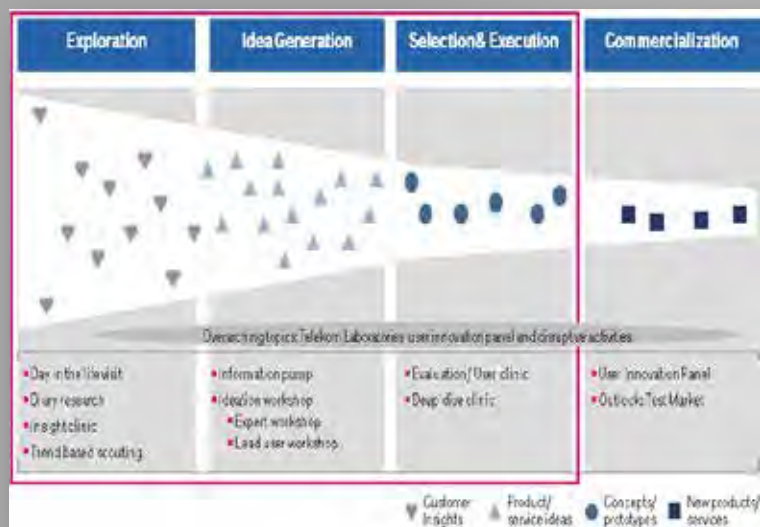 Exploration
Idea Generation
Selection & Execution
Commercialization
Overarching topics: Telekom Laboratories user innovation panel and disruptive activities
Day in the life visit
Diary research
Insight clinic
Trend based scouting
Information pump
Ideation workshop
Expert workshop
Lead user workshop
Evaluation/ User clinic
Deep dive clinic
User Innovation Panel
Outlooks Test Market
Customer
Insights
Product/
service ideas
Concepts/
prototypes
New products/
services